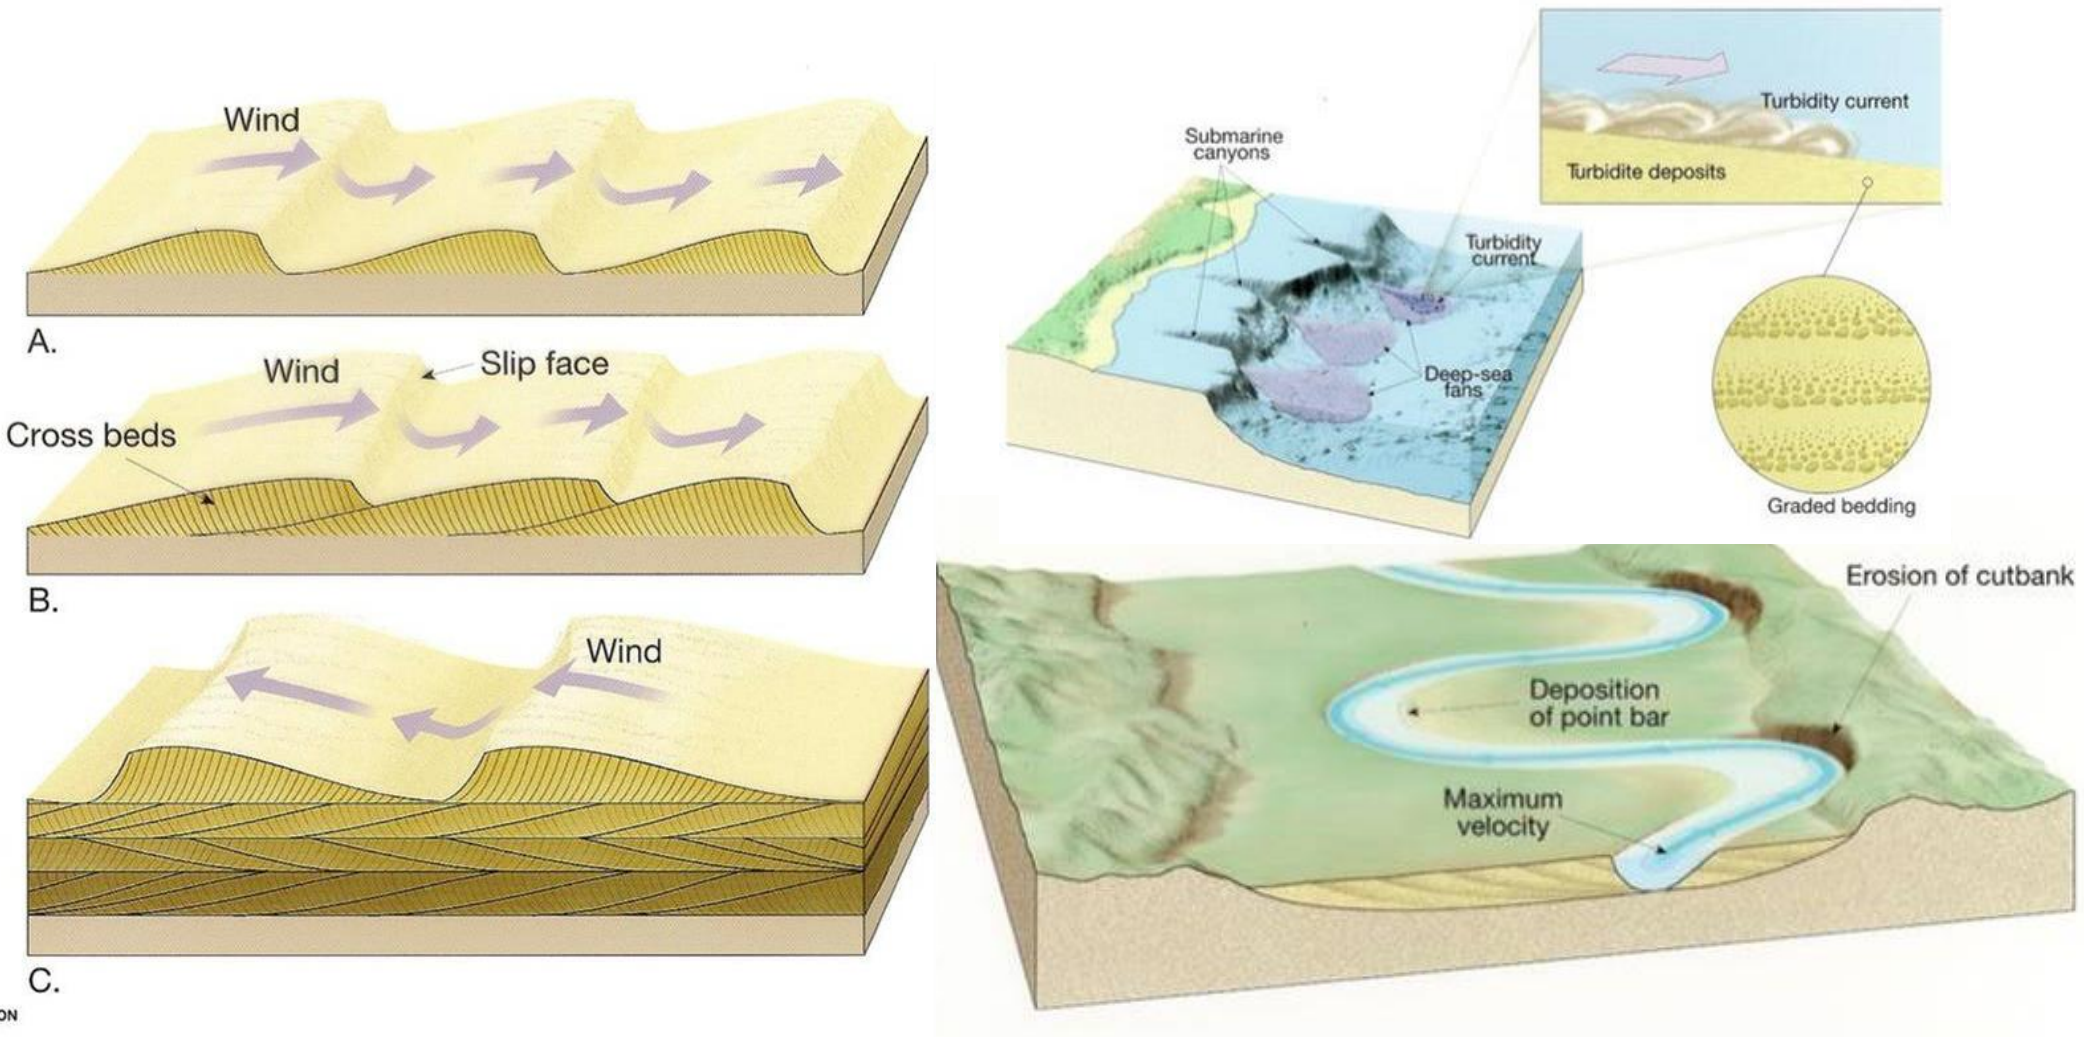 Wind
A.
Wind
Slip face
Cross beds
B.
Wind
C.
ON
Submarine
canyons
Turbidity
current
Deep-sea
fans
Turbidity current
Turbidite deposits
Graded bedding
Erosion of cutbank
Deposition
of point bar
Maximum
velocity